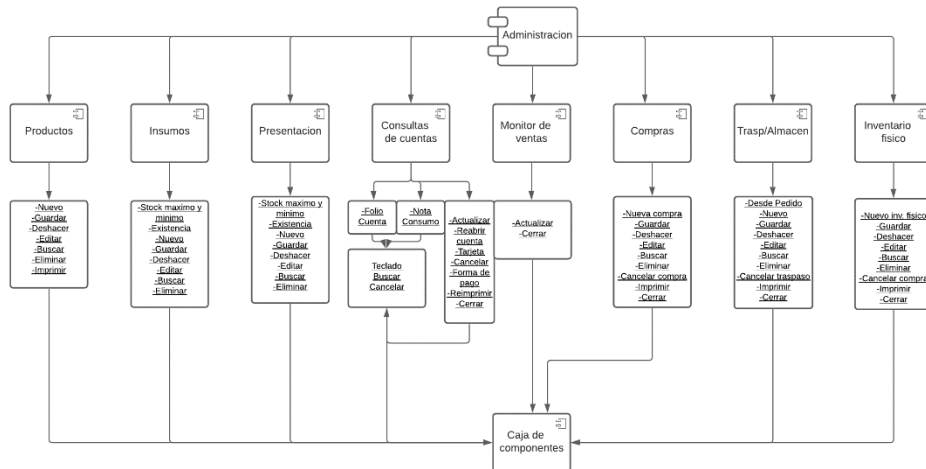 Administracion
Productos
Insumos
Presentacion
Consultas
de cuentas
Monitor de
ventas
Compras
Trasp/Almacen
Inventario
fisico
-Nuevo
-Guardar
-Deshacer
-Editar
-Buscar
-Eliminar
-Imprimir
-Stock maximo y
minimo
-Existencia
-Nuevo
-Guardar
-Deshacer
-Editar
-Buscar
-Eliminar
-Stock maximo y
minimo
-Existencia
-Nuevo
-Guardar
-Deshacer
-Editar
-Buscar
-Eliminar
-Folio
Cuenta
-Nota
Consumo
Teclado
Buscar
Cancelar
-Actualizar
-Reabrir
cuenta
-Tarjeta
-Cancelar
-Forma de
pago
-Reimprimir
-Cerrar
-Actualizar
-Cerrar
-Nueva compra
-Guardar
-Deshacer
-Editar
-Buscar
-Eliminar
-Cancelar compra
-Imprimir
-Cerrar
-Desde Pedido
-Nuevo
-Guardar
-Deshacer
-Editar
-Buscar
-Eliminar
-Cancelar traspaso
-Imprimir
-Cerrar
-Nuevo inv. fisico
-Guardar
-Deshacer
-Editar
-Buscar
-Eliminar
-Cancelar compra
-Imprimir
-Cerrar
Caja de
componentes